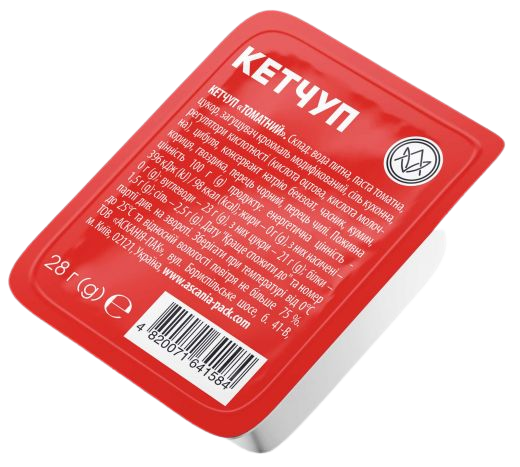 КЕТЧУП
КЕТЧУП «ТОМАТНИЙ». Склад: вода питна, паста томатна,
цукор, загущувач крохмаль модифікований, сіль кухонна,
регулятори кислотності (кислота оцтова, кислота молоч-
на), цибуля, консервант натрію бензоат, часник, кумин,
кориця, гвоздика, перець чорний, перець чилі. Поживна
цінність 100 г (g) продукту: енергетична цінність –
396 кДж (kJ) / 98 ккал (kcal); жири – 0 г (g), з них насичені –
0 г (g); вуглеводи – 23 г (g), з них цукри – 21 г (g); білки –
1,5 г (g); сіль – 2,5 г (g). Дату "Краще спожити до" та номер
партії див. на звороті. Зберігати при температурі від 0°С
до 25°С та відносній вологості повітря не більше 75 %.
ТОВ «АСКАНІЯ-ПАК», вул. Бориспільське шосе, б. 41-В,
м. Київ, 02121, Україна. www.ascania-pack.com
28 г (g) ℮
4 820071 641584